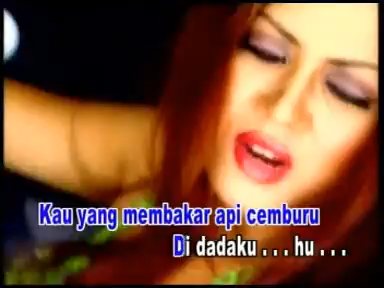 Kau yang membakar api cemburu
Di dadaku . . . hu . . .